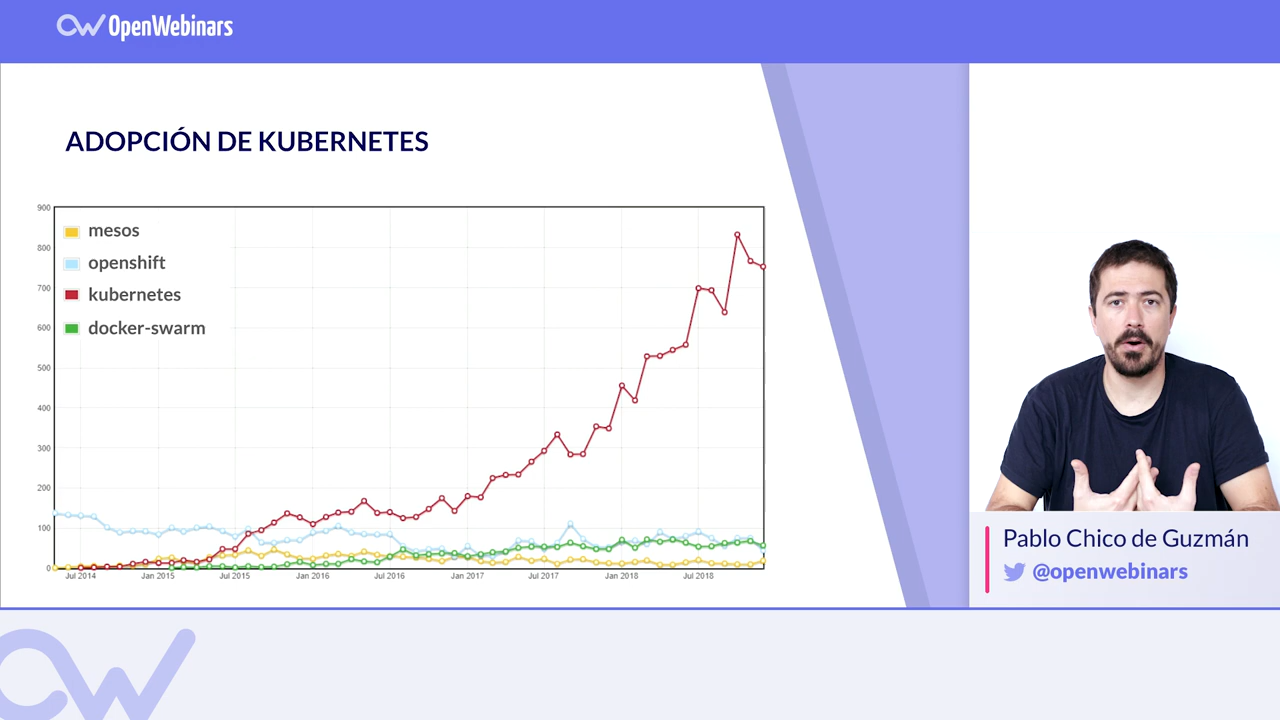 OpenWebinars
ADOPCIÓN DE KUBERNETES
900
800
700
600
500
400
300
200
100
0
mesos
openshift
kubernetes
docker-swarm
Jul 2014
Jan 2015
Jul 2015
Jan 2016
Jul 2016
Jan 2017
Jul 2017
Jan 2018
Jul 2018
Pablo Chico de Guzmán
@openwebinars